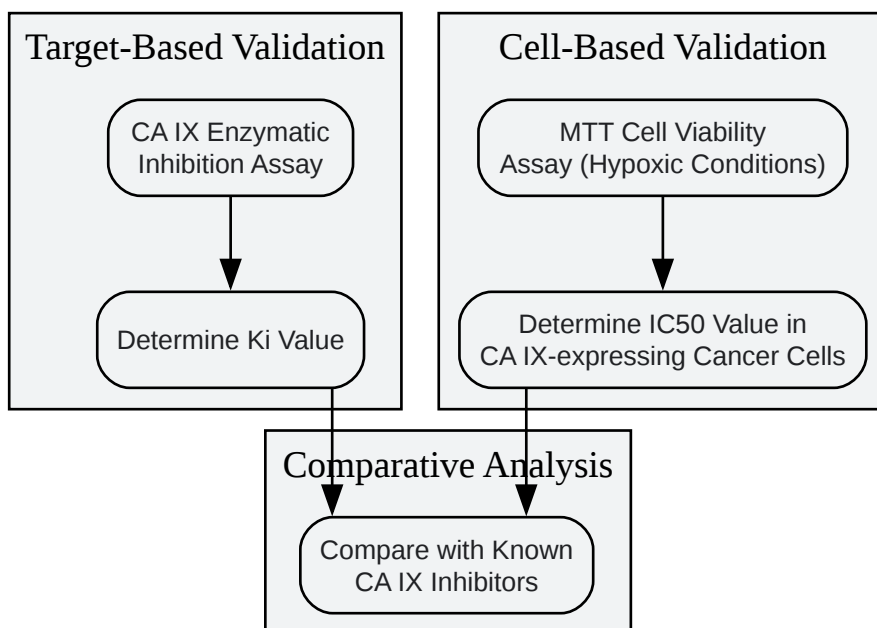 Target-Based Validation
CA IX Enzymatic
Inhibition Assay
Determine Ki Value
Cell-Based Validation
MTT Cell Viability
Assay (Hypoxic Conditions)
Determine IC50 Value in
CA IX-expressing Cancer Cells
Comparative Analysis
Compare with Known
CA IX Inhibitors